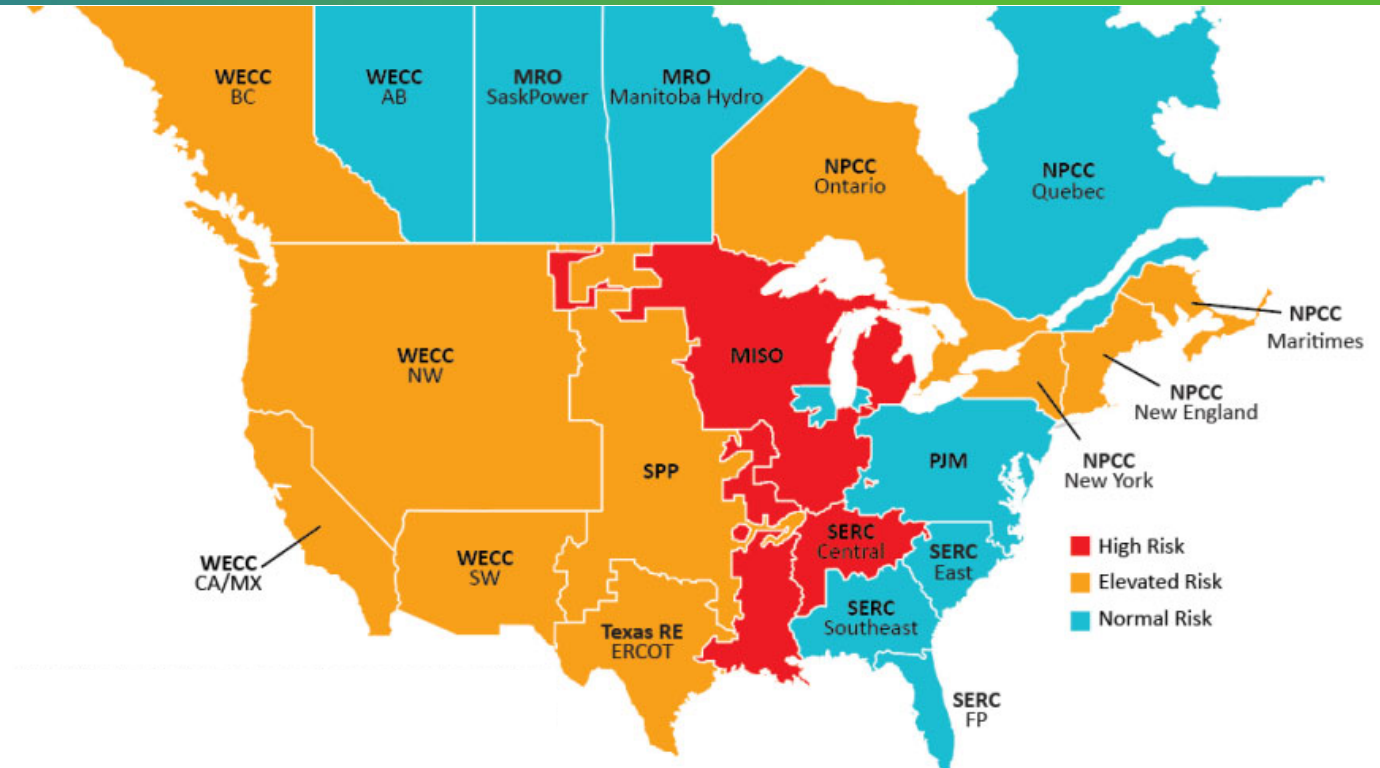 WECC
BC
WECC
AB
MRO
SaskPower
MRO
Manitoba Hydro
NPCC
Ontario
NPCC
Quebec
NPCC
Maritimes
WECC
NW
MISO
NPCC
New England
SPP
PJM
NPCC
New York
WECC
CA/MX
WECC
SW
SERC
Central
SERC
East
High Risk
Elevated Risk
Normal Risk
SERC
Southeast
Texas RE
ERCOT
SERC
FP